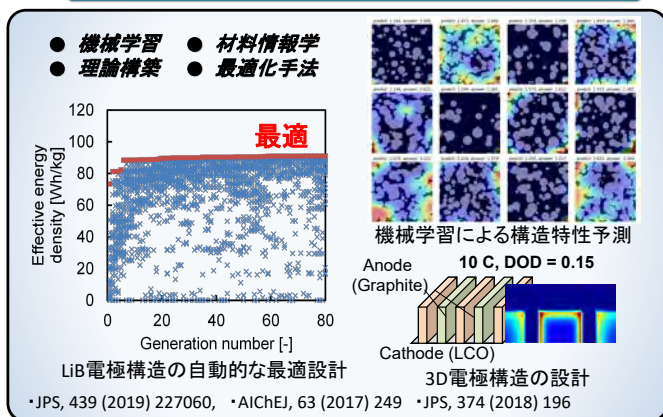 ● 機械学習 ● 材料情報学
● 理論構築 ● 最適化手法
Effective energy
density [Wh/kg]
120
100
80
60
40
20
0
最適
0 20 40 60 80
Generation number [-]
LiB電極構造の自動的な最適設計
機械学習による構造特性予測
10 C, DOD = 0.15
Anode
(Graphite)
Cathode (LCO)
3D電極構造の設計
・JPS, 439 (2019) 227060, ・AIChEJ, 63 (2017) 249 ・JPS, 374 (2018) 196